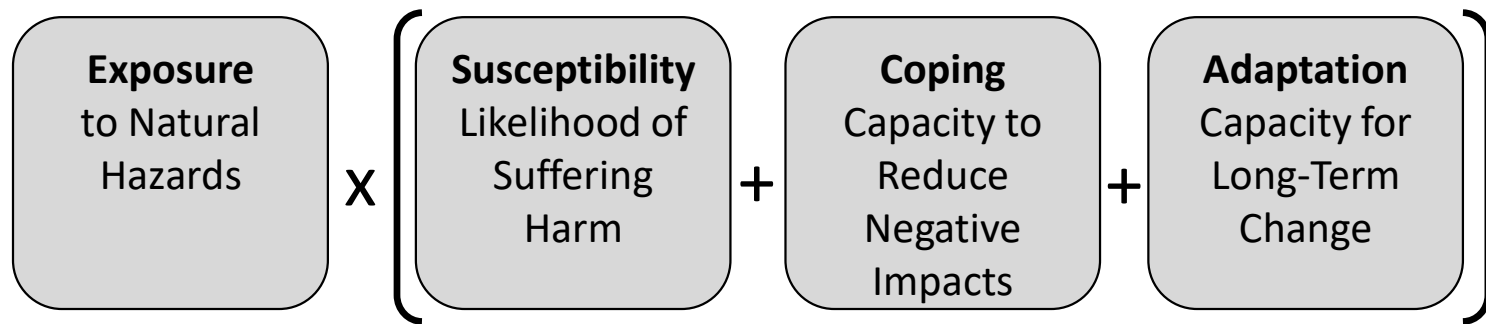 Exposure
to Natural
Hazards
x
Susceptibility
Likelihood of
Suffering
Harm
+
Coping
Capacity to
Reduce
Negative
Impacts
+
Adaptation
Capacity for
Long-Term
Change